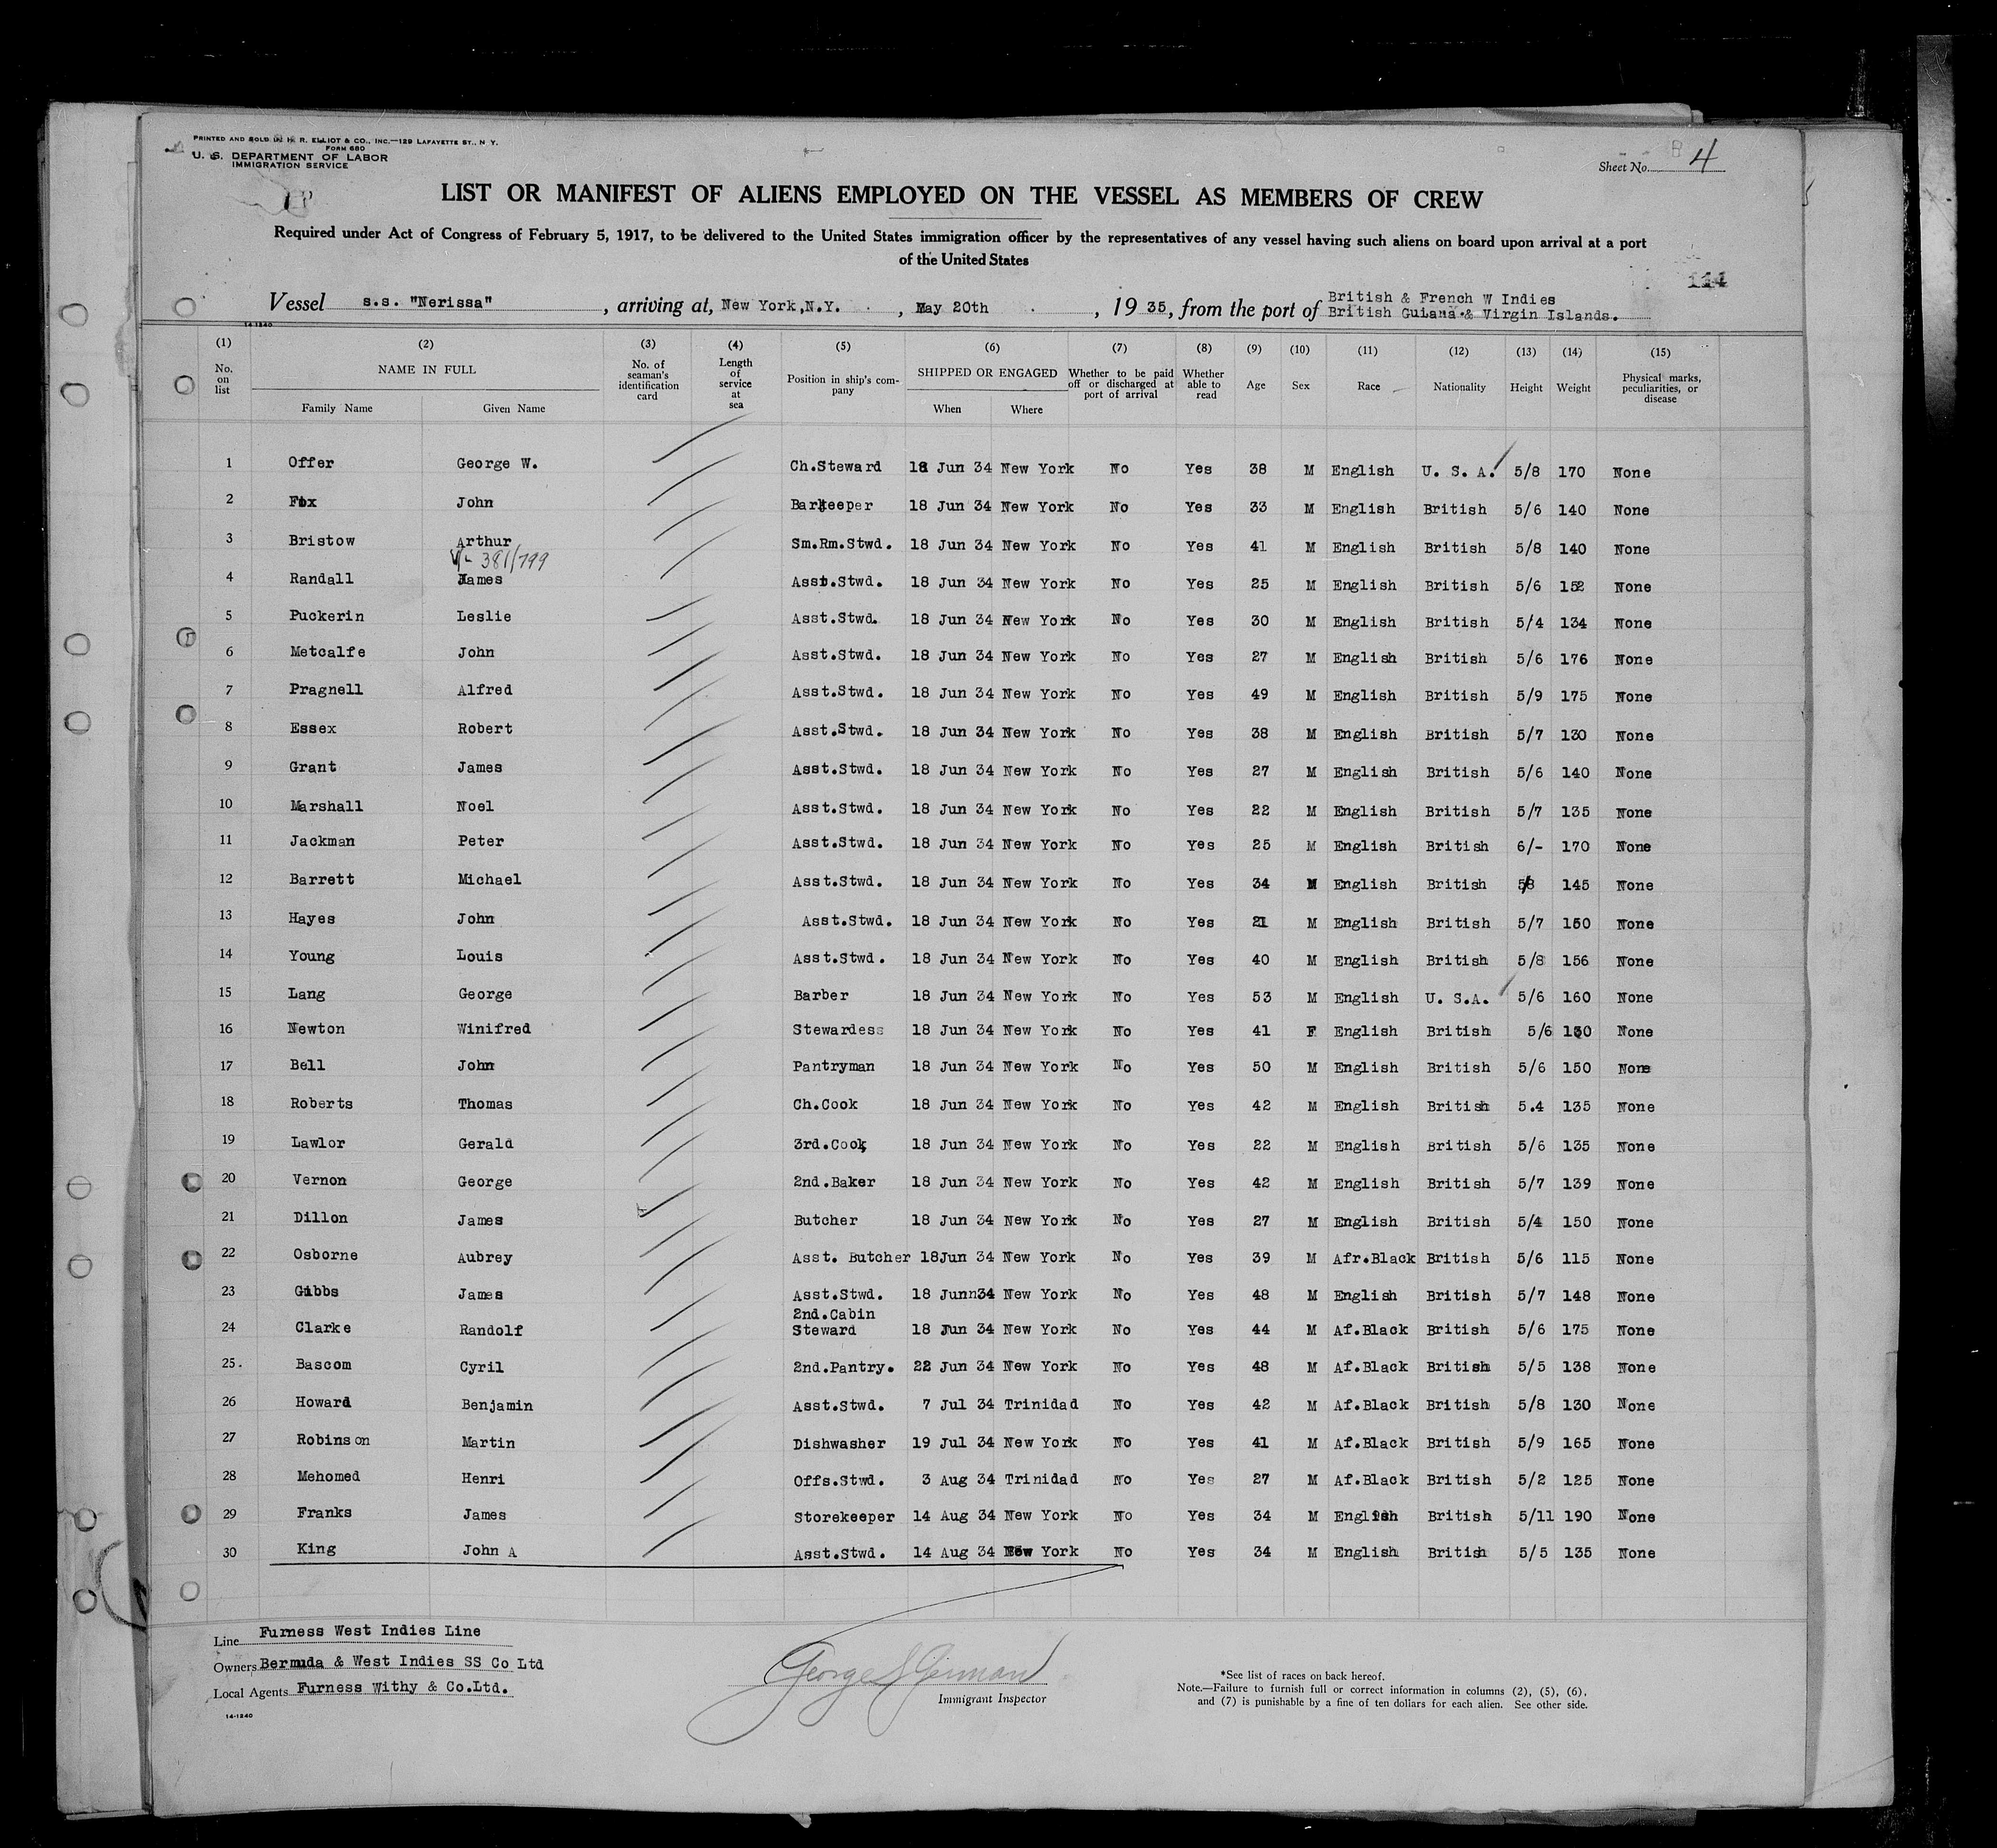 PRINTED AND SOLD BY H. R. ELLIOT & CO., INC.—129 LAFAYETTE ST., N Y.
FORM 680
U. S. DEPARTMENT OF LABOR
IMMIGRATION SERVICE
Sheet No. 4
LIST OR MANIFEST OF ALIENS EMPLOYED ON THE VESSEL AS MEMBERS OF CREW
Required under Act of Congress of February 5, 1917, to be delivered to the United States immigration officer by the representatives of any vessel having such aliens on board upon arrival at a port
of the United States
114
Vessel s.s. "Nerissa", arriving at, New York,N.Y., May 20th, 1935, from the port of British & French W Indies
British Guiana & Virgin Islands.
14-1240
(1) (2) (3) (4) (5) (6) (7) (8) (9) (10) (11) (12) (13) (14) (15)
No. on list NAME IN FULL No. of seaman's identification card Length of service at sea Position in ship's company SHIPPED OR ENGAGED Whether to be paid off or discharged at port of arrival Whether able to read Age Sex Race Nationality Height Weight Physical marks, peculiarities, or disease
Family Name Given Name When Where
1 Offer George W. Ch.Steward 18 Jun 34 New York No Yes 38 M English U. S. A. 5/8 170 None
2 Fox John Barkeeper 18 Jun 34 New York No Yes 33 M English British 5/6 140 None
3 Bristow Arthur Sm.Rm.Stwd. 18 Jun 34 New York No Yes 41 M English British 5/8 140 None
381/799
4 Randall James Asst.Stwd. 18 Jun 34 New York No Yes 25 M English British 5/6 152 None
5 Puckerin Leslie Asst.Stwd. 18 Jun 34 New York No Yes 30 M English British 5/4 134 None
6 Metcalfe John Asst.Stwd. 18 Jun 34 New York No Yes 27 M English British 5/6 176 None
7 Pragnell Alfred Asst.Stwd. 18 Jun 34 New York No Yes 49 M English British 5/9 175 None
8 Essex Robert Asst.Stwd. 18 Jun 34 New York No Yes 38 M English British 5/7 130 None
9 Grant James Asst.Stwd. 18 Jun 34 New York No Yes 27 M English British 5/6 140 None
10 Marshall Noel Asst.Stwd. 18 Jun 34 New York No Yes 22 M English British 5/7 135 None
11 Jackman Peter Asst.Stwd. 18 Jun 34 New York No Yes 25 M English British 6/- 170 None
12 Barrett Michael Asst.Stwd. 18 Jun 34 New York No Yes 34 M English British 5/8 145 None
13 Hayes John Asst.Stwd. 18 Jun 34 New York No Yes 21 M English British 5/7 150 None
14 Young Louis Asst.Stwd. 18 Jun 34 New York No Yes 40 M English British 5/8 156 None
15 Lang George Barber 18 Jun 34 New York No Yes 53 M English U. S.A. 5/6 160 None
16 Newton Winifred Stewardess 18 Jun 34 New York No Yes 41 F English British 5/6 130 None
17 Bell John Pantryman 18 Jun 34 New York No Yes 50 M English British 5/6 150 None
18 Roberts Thomas Ch.Cook 18 Jun 34 New York No Yes 42 M English British 5.4 135 None
19 Lawlor Gerald 3rd.Cook 18 Jun 34 New York No Yes 22 M English British 5/6 135 None
20 Vernon George 2nd.Baker 18 Jun 34 New York No Yes 42 M English British 5/7 139 None
21 Dillon James Butcher 18 Jun 34 New York No Yes 27 M English British 5/4 150 None
22 Osborne Aubrey Asst. Butcher 18Jun 34 New York No Yes 39 M Afr.Black British 5/6 115 None
23 Gibbs James Asst.Stwd. 18 Junn34 New York No Yes 48 M English British 5/7 148 None
24 Clarke Randolf 2nd.Cabin Steward 18 Jun 34 New York No Yes 44 M Af.Black British 5/6 175 None
25. Bascom Cyril 2nd.Pantry. 22 Jun 34 New York No Yes 48 M Af.Black British 5/5 138 None
26 Howard Benjamin Asst.Stwd. 7 Jul 34 Trinidad No Yes 42 M Af.Black British 5/8 130 None
27 Robinson Martin Dishwasher 19 Jul 34 New York No Yes 41 M Af.Black British 5/9 165 None
28 Mehomed Henri Offs.Stwd. 3 Aug 34 Trinidad No Yes 27 M Af.Black British 5/2 125 None
29 Franks James Storekeeper 14 Aug 34 New York No Yes 34 M English British 5/11 190 None
30 King John A Asst.Stwd. 14 Aug 34 New York No Yes 34 M English British 5/5 135 None
Line Furness West Indies Line
Owners Bermuda & West Indies SS Co Ltd
Local Agents Furness Withy & Co.Ltd.
14-1240
George S German
Immigrant Inspector
*See list of races on back hereof.
Note.—Failure to furnish full or correct information in columns (2), (5), (6),
and (7) is punishable by a fine of ten dollars for each alien. See other side.